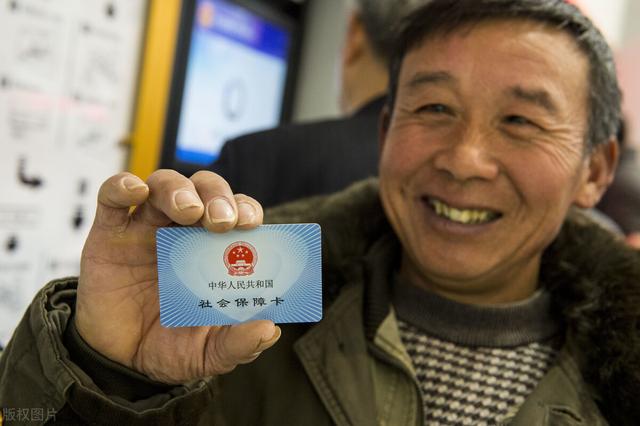 中华人民共和国
社会保障卡
版权图片